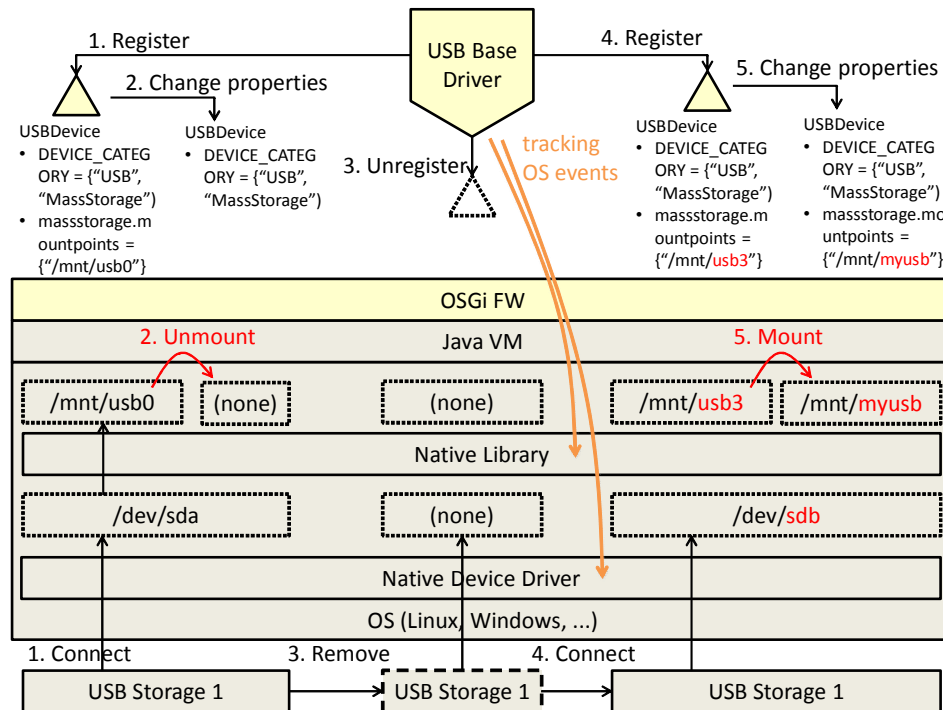 1. Register
USB Base
Driver
4. Register
2. Change properties
5. Change properties
3. Unregister
tracking
OS events
USBDevice
• DEVICE_CATEG
ORY = {“USB”,
“MassStorage”)
• massstorage.m
ountpoints =
{“/mnt/usb0”}
USBDevice
• DEVICE_CATEG
ORY = {“USB”,
“MassStorage”)
USBDevice
• DEVICE_CATEG
ORY = {“USB”,
“MassStorage”)
• massstorage.m
ountpoints =
{“/mnt/usb3”}
USBDevice
• DEVICE_CATEG
ORY = {“USB”,
“MassStorage”)
• massstorage.mo
untpoints =
{“/mnt/myusb”}
OSGi FW
Java VM
2. Unmount
5. Mount
/mnt/usb0
(none)
(none)
/mnt/usb3
/mnt/myusb
Native Library
/dev/sda
(none)
/dev/sdb
Native Device Driver
OS (Linux, Windows, ...)
1. Connect
3. Remove
4. Connect
USB Storage 1
USB Storage 1
USB Storage 1